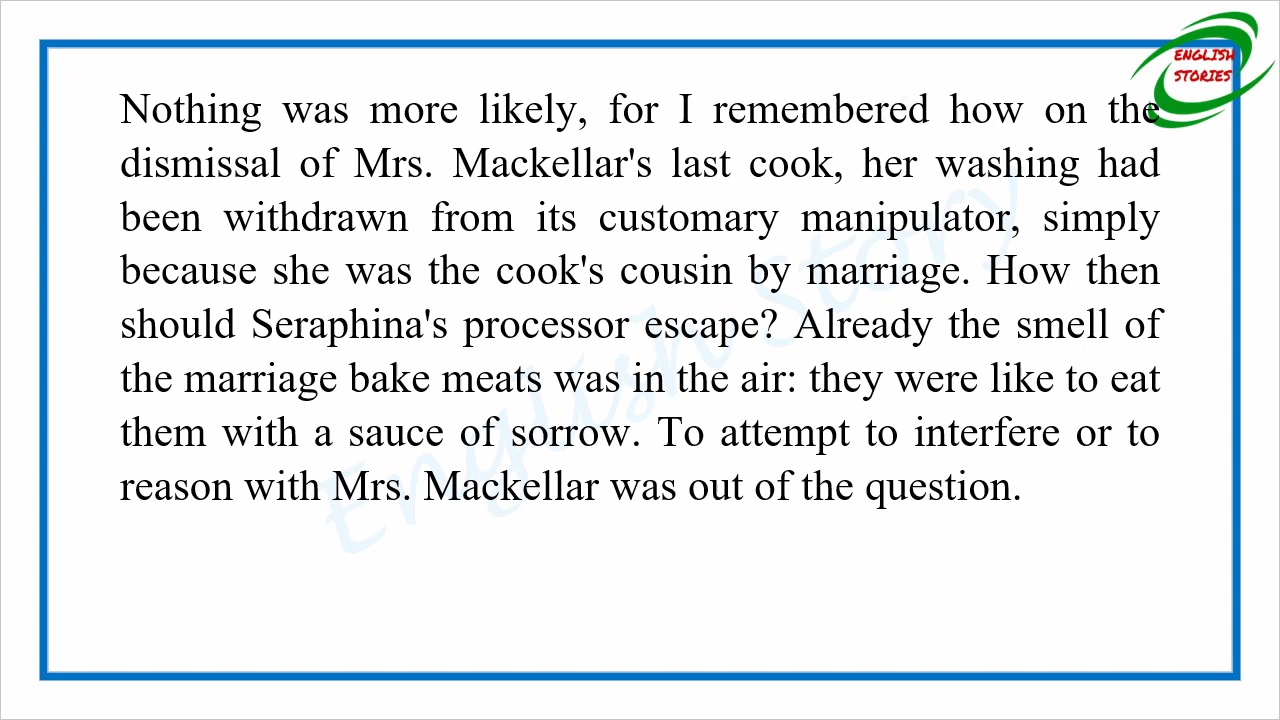 ENGLISH
STORIES
Nothing was more likely, for I remembered how on the
dismissal of Mrs. Mackellar's last cook, her washing had
been withdrawn from its customary manipulator, simply
because she was the cook's cousin by marriage. How then
should Seraphina's processor escape? Already the smell of
the marriage bake meats was in the air: they were like to eat
them with a sauce of sorrow. To attempt to interfere or to
reason with Mrs. Mackellar was out of the question.
English Story